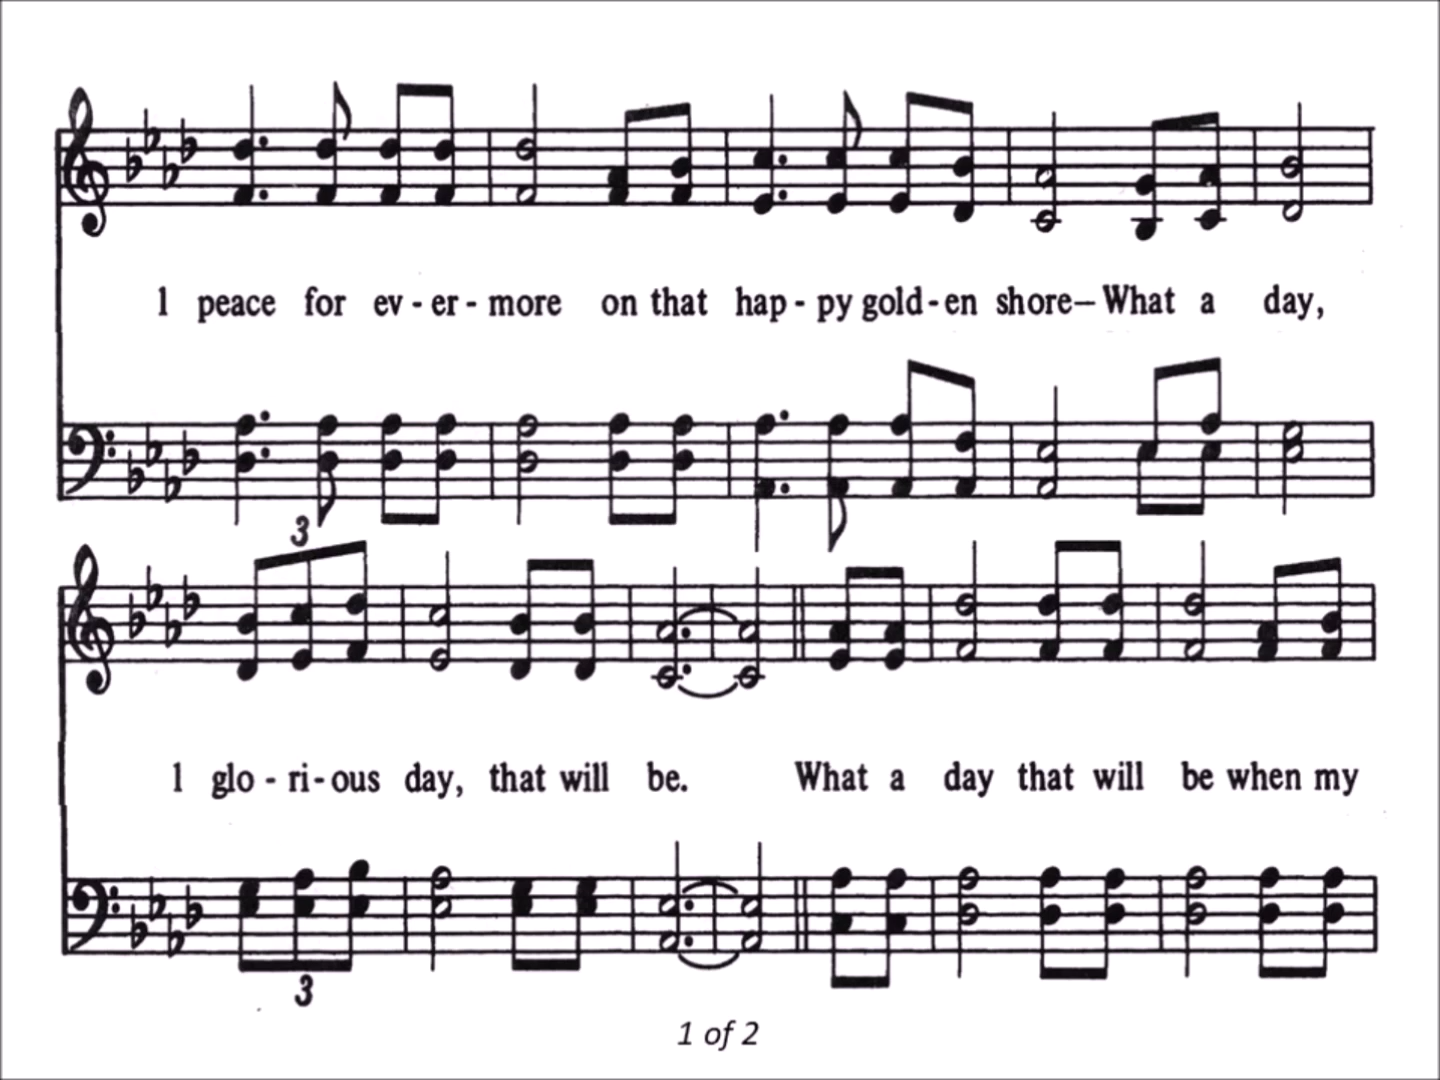 1 peace for ev - er - more on that hap - py gold - en shore—What a day,
3
1 glo - ri - ous day, that will be. What a day that will be when my
3
1 of 2